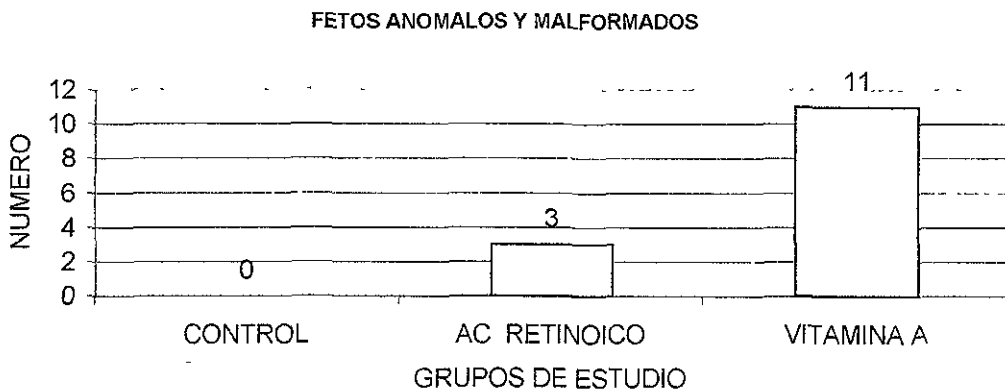 FETOS ANOMALOS Y MALFORMADOS
12
10
8
6
4
2
0
NUMERO
0
3
11
CONTROL
AC RETINOICO
VITAMINA A
GRUPOS DE ESTUDIO